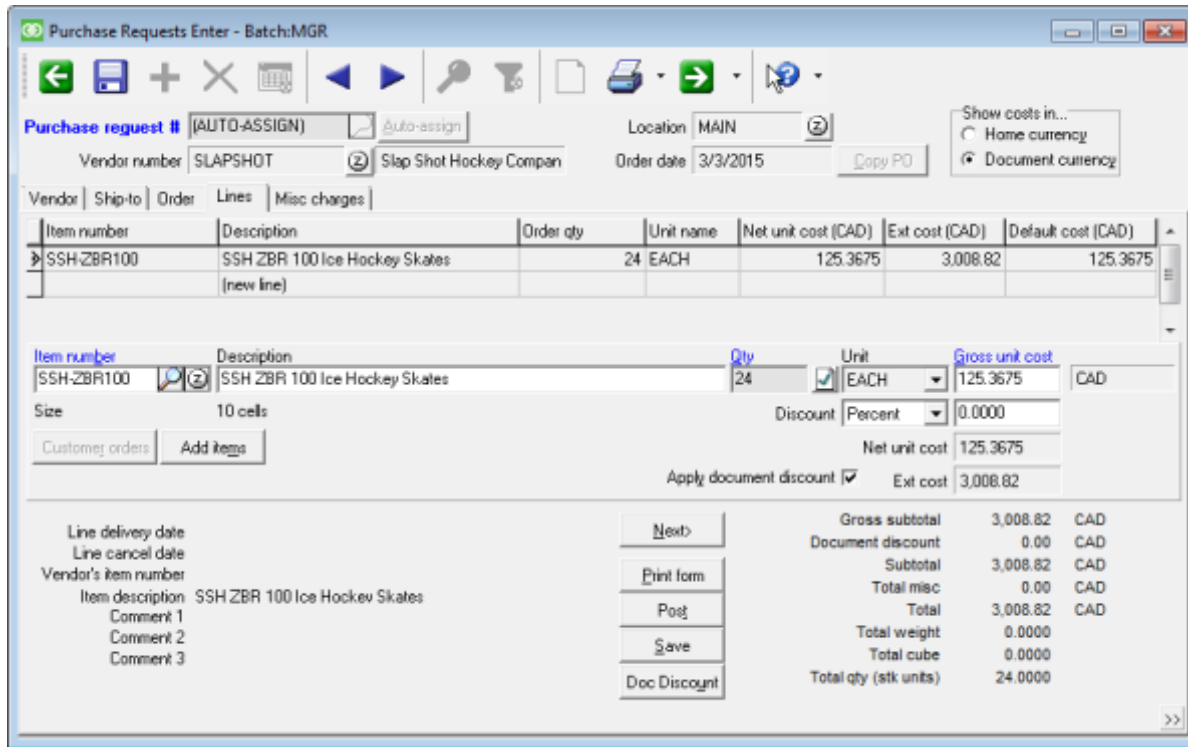 Purchase Requests Enter - Batch:MGR
Purchase request # (AUTO-ASSIGN) Auto-assign Location MAIN Z Show costs in...
Home currency
Vendor number SLAPSHOT Z Slap Shot Hockey Compan Order date 3/3/2015 Copy PO Document currency
Vendor Ship-to Order Lines Misc charges
Item number Description Order qty Unit name Net unit cost (CAD) Ext cost (CAD) Default cost (CAD)
SSH-ZBR100 SSH ZBR 100 Ice Hockey Skates 24 EACH 125.3675 3,008.82 125.3675
(new line)
Item number Description Qty Unit Gross unit cost
SSH-ZBR100 Z SSH ZBR 100 Ice Hockey Skates 24 EACH 125.3675 CAD
Size 10 cells Discount Percent 0.0000
Customer orders Add items Net unit cost 125.3675
Apply document discount Ext cost 3,008.82
Line delivery date Next> Gross subtotal 3,008.82 CAD
Line cancel date Document discount 0.00 CAD
Vendor's item number Print form Subtotal 3,008.82 CAD
Item description SSH ZBR 100 Ice Hockey Skates Total misc 0.00 CAD
Comment 1 Post Total 3,008.82 CAD
Comment 2 Save Total weight 0.0000
Comment 3 Total cube 0.0000
Doc Discount Total qty (stk units) 24.0000
>>